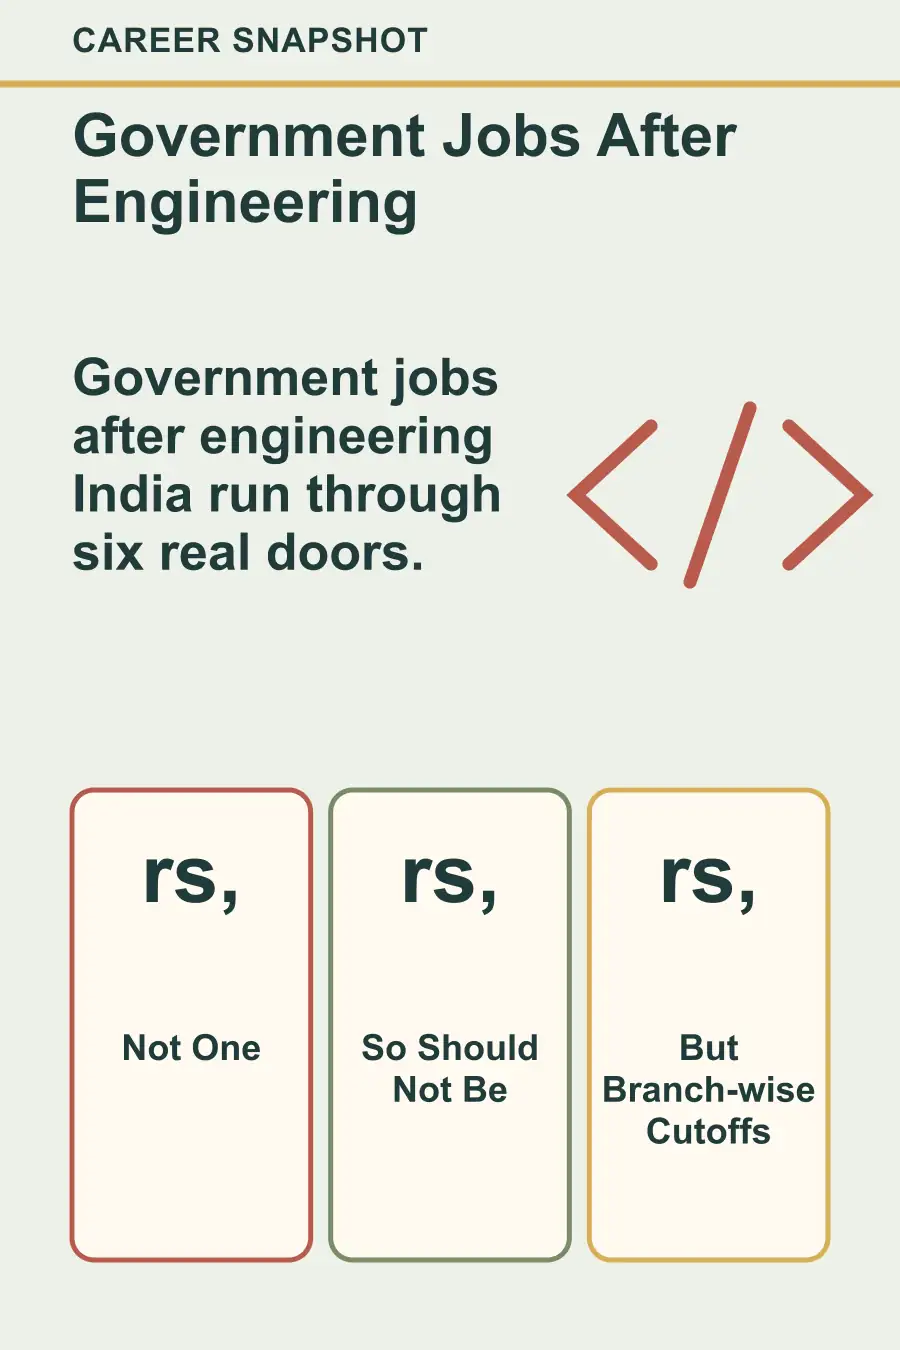 CAREER SNAPSHOT
Government Jobs After
Engineering
Government jobs
after engineering
India run through
six real doors.
rs,
Not One
rs,
So Should
Not Be
rs,
But
Branch-wise
Cutoffs